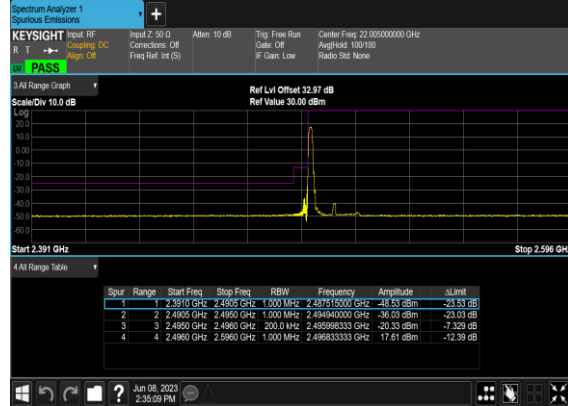 Spectrum Analyzer 1
Spurious Emissions
+
KEYSIGHT Input: RF Input Z: 50 Ω Atten: 10 dB Trig: Free Run Center Freq: 22.005000000 GHz
R T Coupling: DC Corrections: Off Gate: Off Avg|Hold: 100/100
Align: Off Freq Ref: Int (S) IF Gain: Low Radio Std: None
PASS
3 All Range Graph Ref Lvl Offset 32.97 dB
Scale/Div 10.0 dB Ref Value 30.00 dBm
Log
20.0
10.0
0.00
-10.0
-20.0
-30.0
-40.0
-50.0
-60.0
Start 2.391 GHz Stop 2.596 GH
4 All Range Table
Spur Range Start Freq Stop Freq RBW Frequency Amplitude ΔLimit
1 1 2.3910 GHz 2.4905 GHz 1.000 MHz 2.487515000 GHz -48.53 dBm -23.53 dB
2 2 2.4905 GHz 2.4950 GHz 1.000 MHz 2.494940000 GHz -36.03 dBm -23.03 dB
3 3 2.4950 GHz 2.4960 GHz 200.0 kHz 2.495998333 GHz -20.33 dBm -7.329 dB
4 4 2.4960 GHz 2.5960 GHz 1.000 MHz 2.496833333 GHz 17.61 dBm -12.39 dB
? Jun 08, 2023
2:35:09 PM